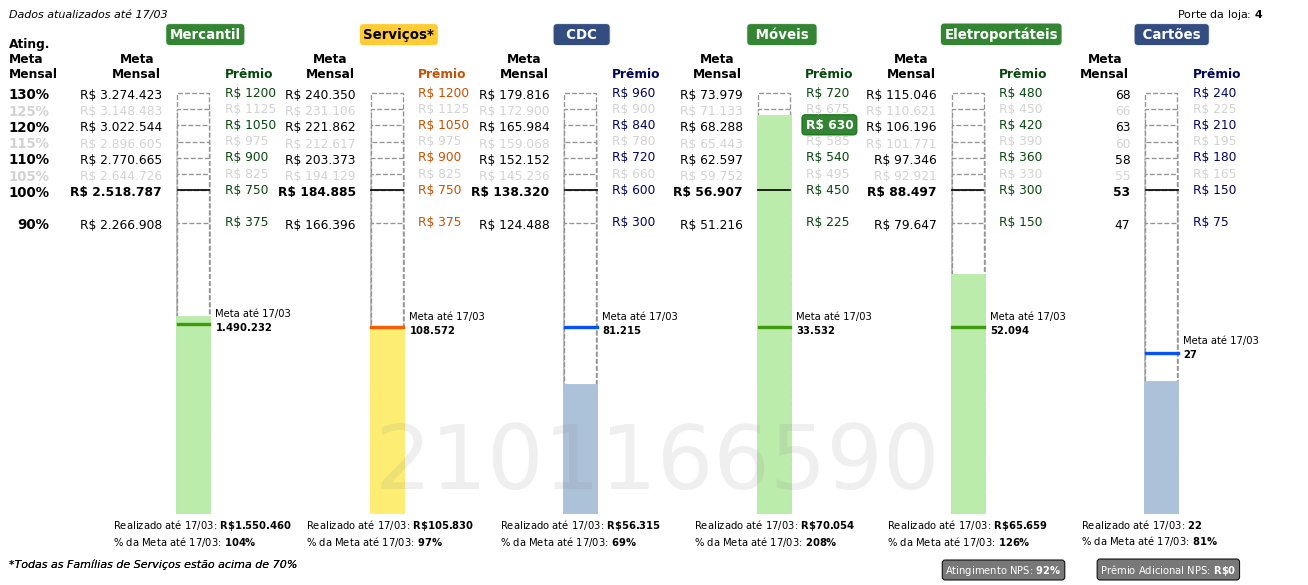 Dados atualizados até 17/03
Porte da loja: 4
Mercantil Serviços* CDC Móveis Eletroportáteis Cartões
Ating. Meta Mensal
Meta Mensal Prêmio Meta Mensal Prêmio Meta Mensal Prêmio Meta Mensal Prêmio Meta Mensal Prêmio Meta Mensal Prêmio
130% R$ 3.274.423 R$ 1200 R$ 240.350 R$ 1200 R$ 179.816 R$ 960 R$ 73.979 R$ 720 R$ 115.046 R$ 480 68 R$ 240
125% R$ 3.148.483 R$ 1125 R$ 231.106 R$ 1125 R$ 172.900 R$ 900 R$ 71.133 R$ 675 R$ 110.621 R$ 450 66 R$ 225
120% R$ 3.022.544 R$ 1050 R$ 221.862 R$ 1050 R$ 165.984 R$ 840 R$ 68.288 R$ 630 R$ 106.196 R$ 420 63 R$ 210
115% R$ 2.896.605 R$ 975 R$ 212.617 R$ 975 R$ 159.068 R$ 780 R$ 65.443 R$ 585 R$ 101.771 R$ 390 60 R$ 195
110% R$ 2.770.665 R$ 900 R$ 203.373 R$ 900 R$ 152.152 R$ 720 R$ 62.597 R$ 540 R$ 97.346 R$ 360 58 R$ 180
105% R$ 2.644.726 R$ 825 R$ 194.129 R$ 825 R$ 145.236 R$ 660 R$ 59.752 R$ 495 R$ 92.921 R$ 330 55 R$ 165
100% R$ 2.518.787 R$ 750 R$ 184.885 R$ 750 R$ 138.320 R$ 600 R$ 56.907 R$ 450 R$ 88.497 R$ 300 53 R$ 150
90% R$ 2.266.908 R$ 375 R$ 166.396 R$ 375 R$ 124.488 R$ 300 R$ 51.216 R$ 225 R$ 79.647 R$ 150 47 R$ 75
Meta até 17/03 Meta até 17/03 Meta até 17/03 Meta até 17/03 Meta até 17/03 Meta até 17/03
1.490.232 108.572 81.215 33.532 52.094 27
2101166590
Realizado até 17/03: R$1.550.460 Realizado até 17/03: R$105.830 Realizado até 17/03: R$56.315 Realizado até 17/03: R$70.054 Realizado até 17/03: R$65.659 Realizado até 17/03: 22
% da Meta até 17/03: 104% % da Meta até 17/03: 97% % da Meta até 17/03: 69% % da Meta até 17/03: 208% % da Meta até 17/03: 126% % da Meta até 17/03: 81%
*Todas as Famílias de Serviços estão acima de 70%
Atingimento NPS: 92% Prêmio Adicional NPS: R$0